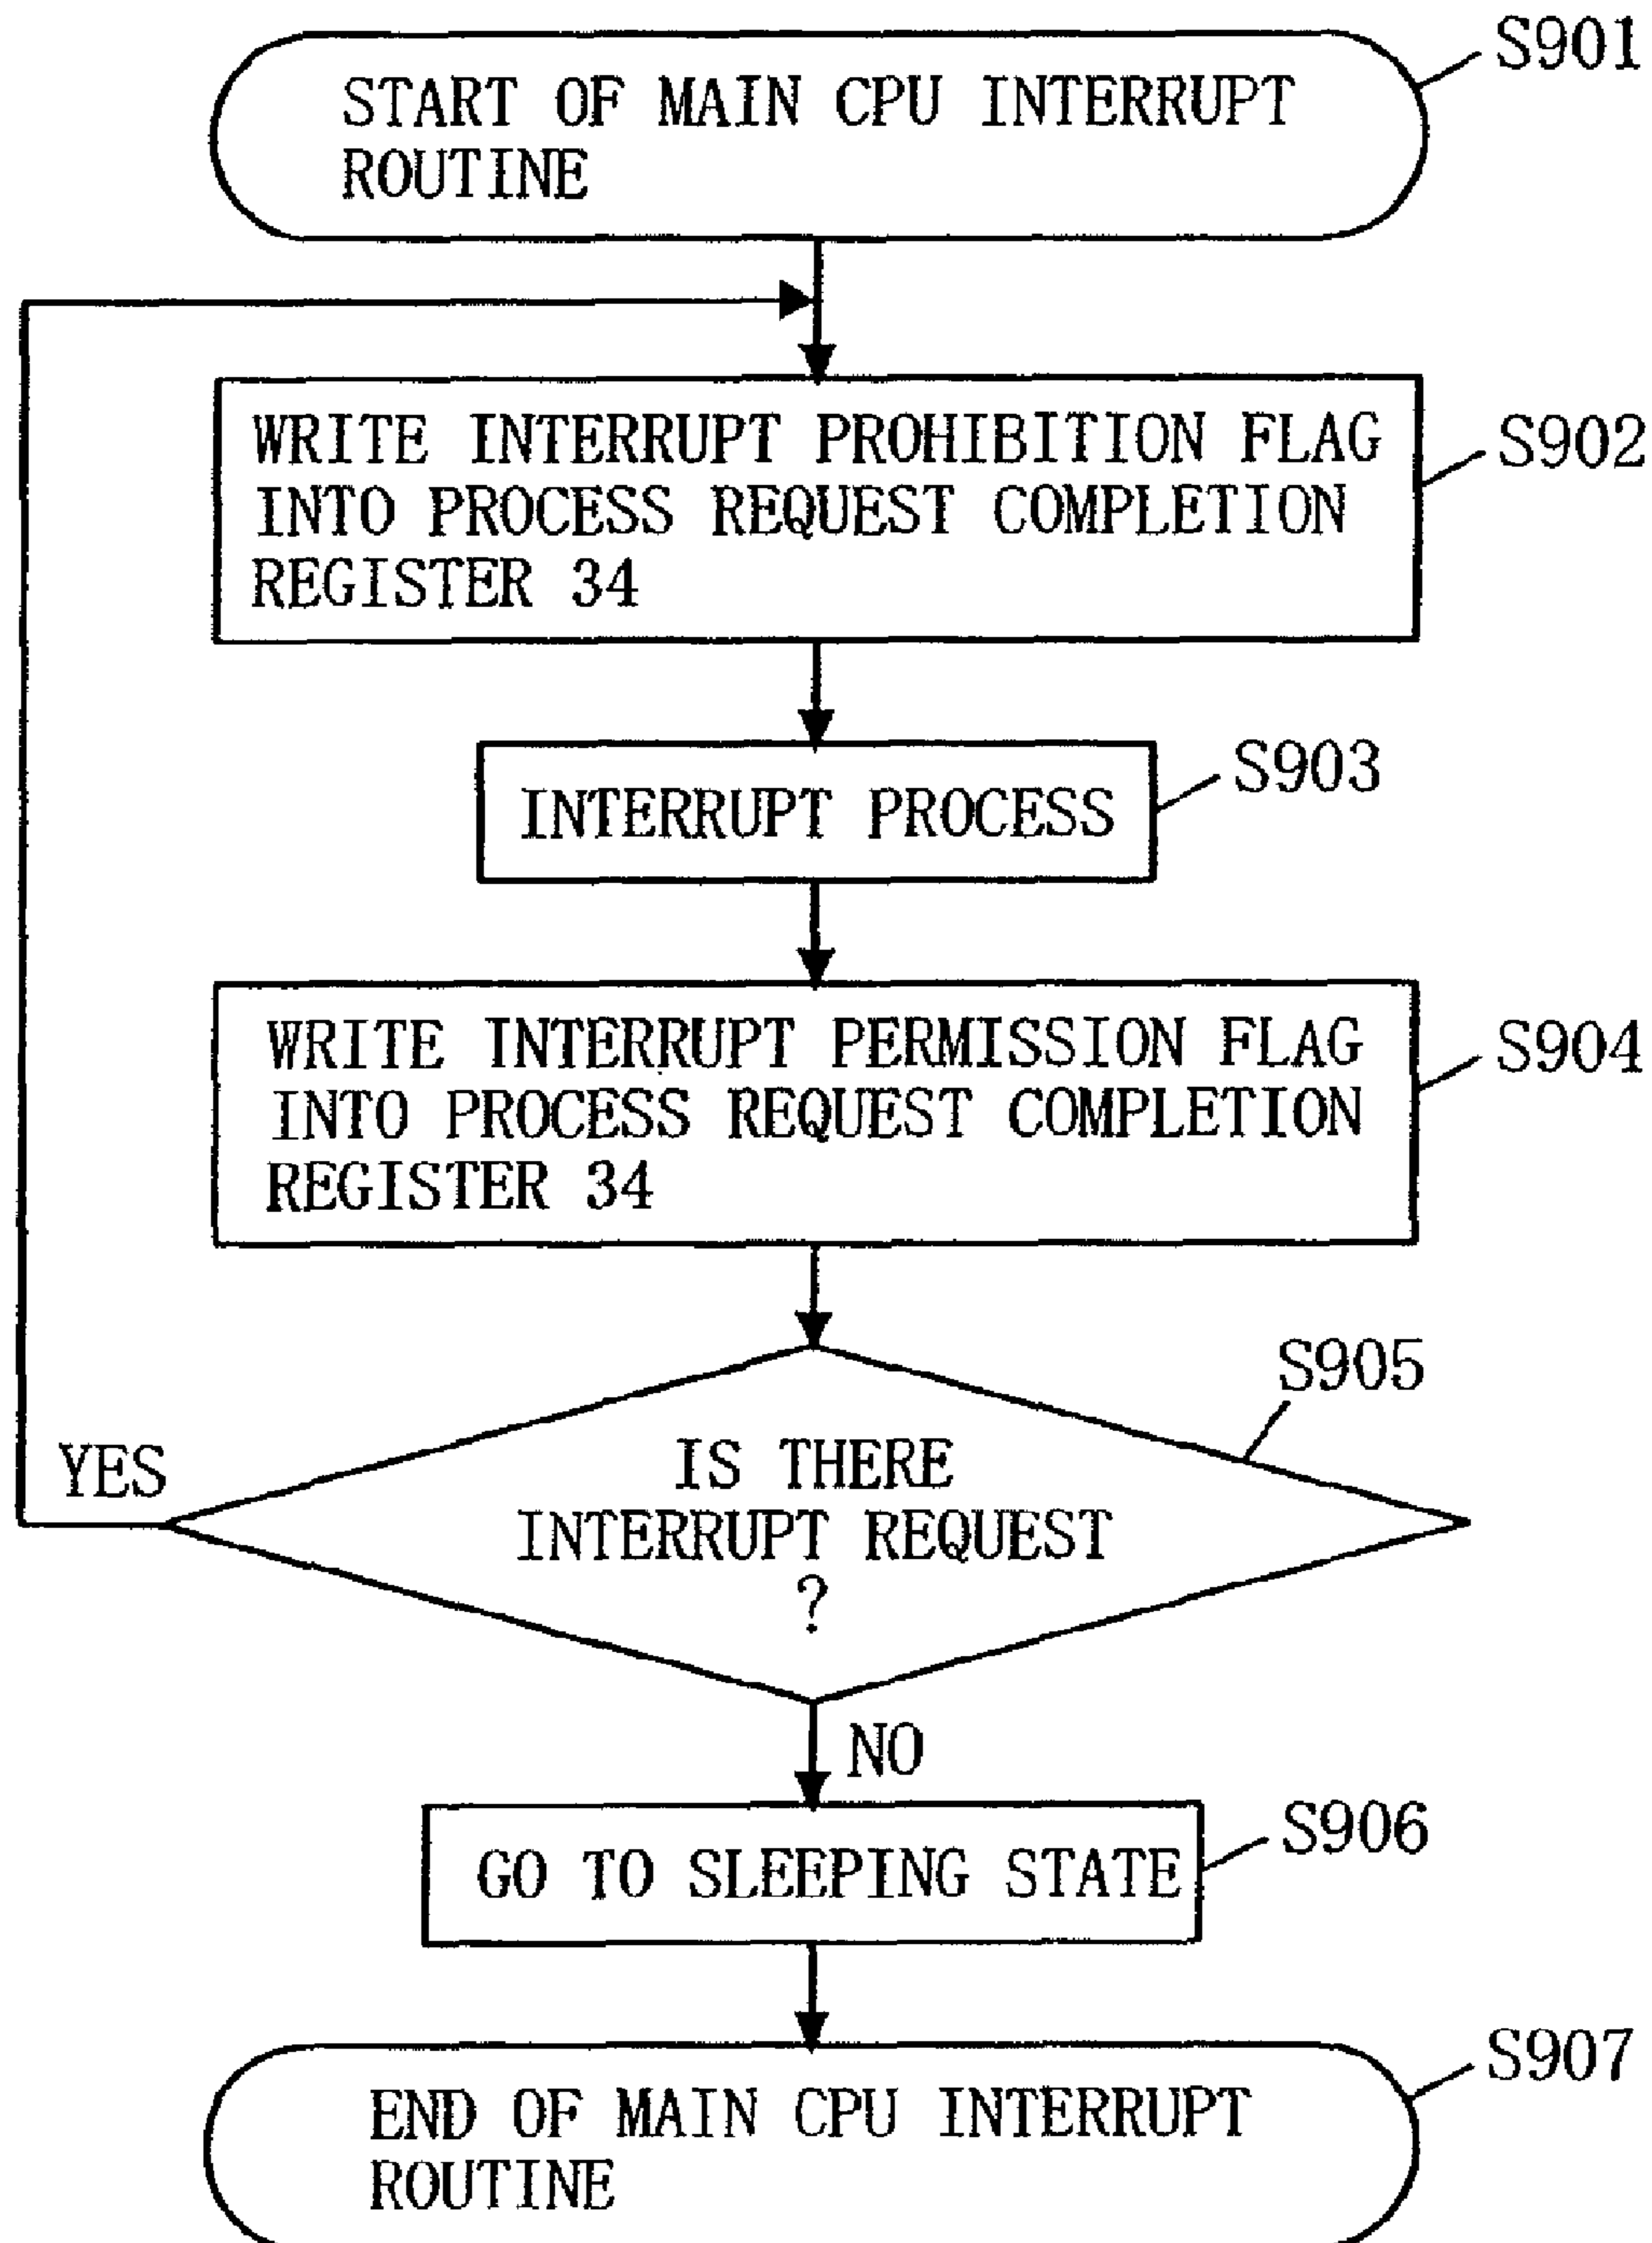 S901
START OF MAIN CPU INTERRUPT
ROUTINE
WRITE INTERRUPT PROHIBITION FLAG
INTO PROCESS REQUEST COMPLETION
REGISTER 34
S902
S903
INTERRUPT PROCESS
WRITE INTERRUPT PERMISSION FLAG
INTO PROCESS REQUEST COMPLETION
REGISTER 34
S904
S905
YES
IS THERE
INTERRUPT REQUEST
?
NO
S906
GO TO SLEEPING STATE
S907
END OF MAIN CPU INTERRUPT
ROUTINE